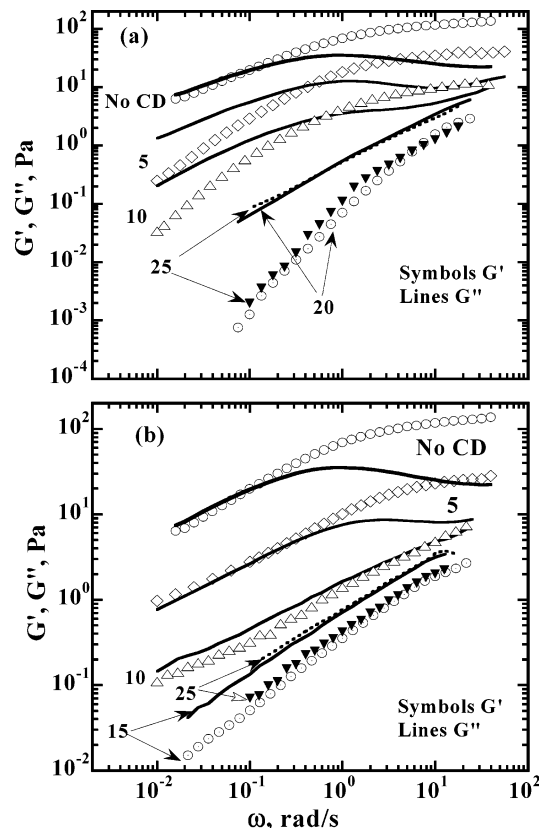 (a)
10²
10¹
No CD
10⁰
5
10⁻¹
10
25
10⁻²
20
Symbols G'
Lines G"
10⁻³
10⁻⁴
G', G", Pa
(b)
10²
No CD
10¹
5
10⁰
10
25
10⁻¹
15
Symbols G'
Lines G"
10⁻²
G', G", Pa
10⁻² 10⁻¹ 10⁰ 10¹ 10²
ω, rad/s